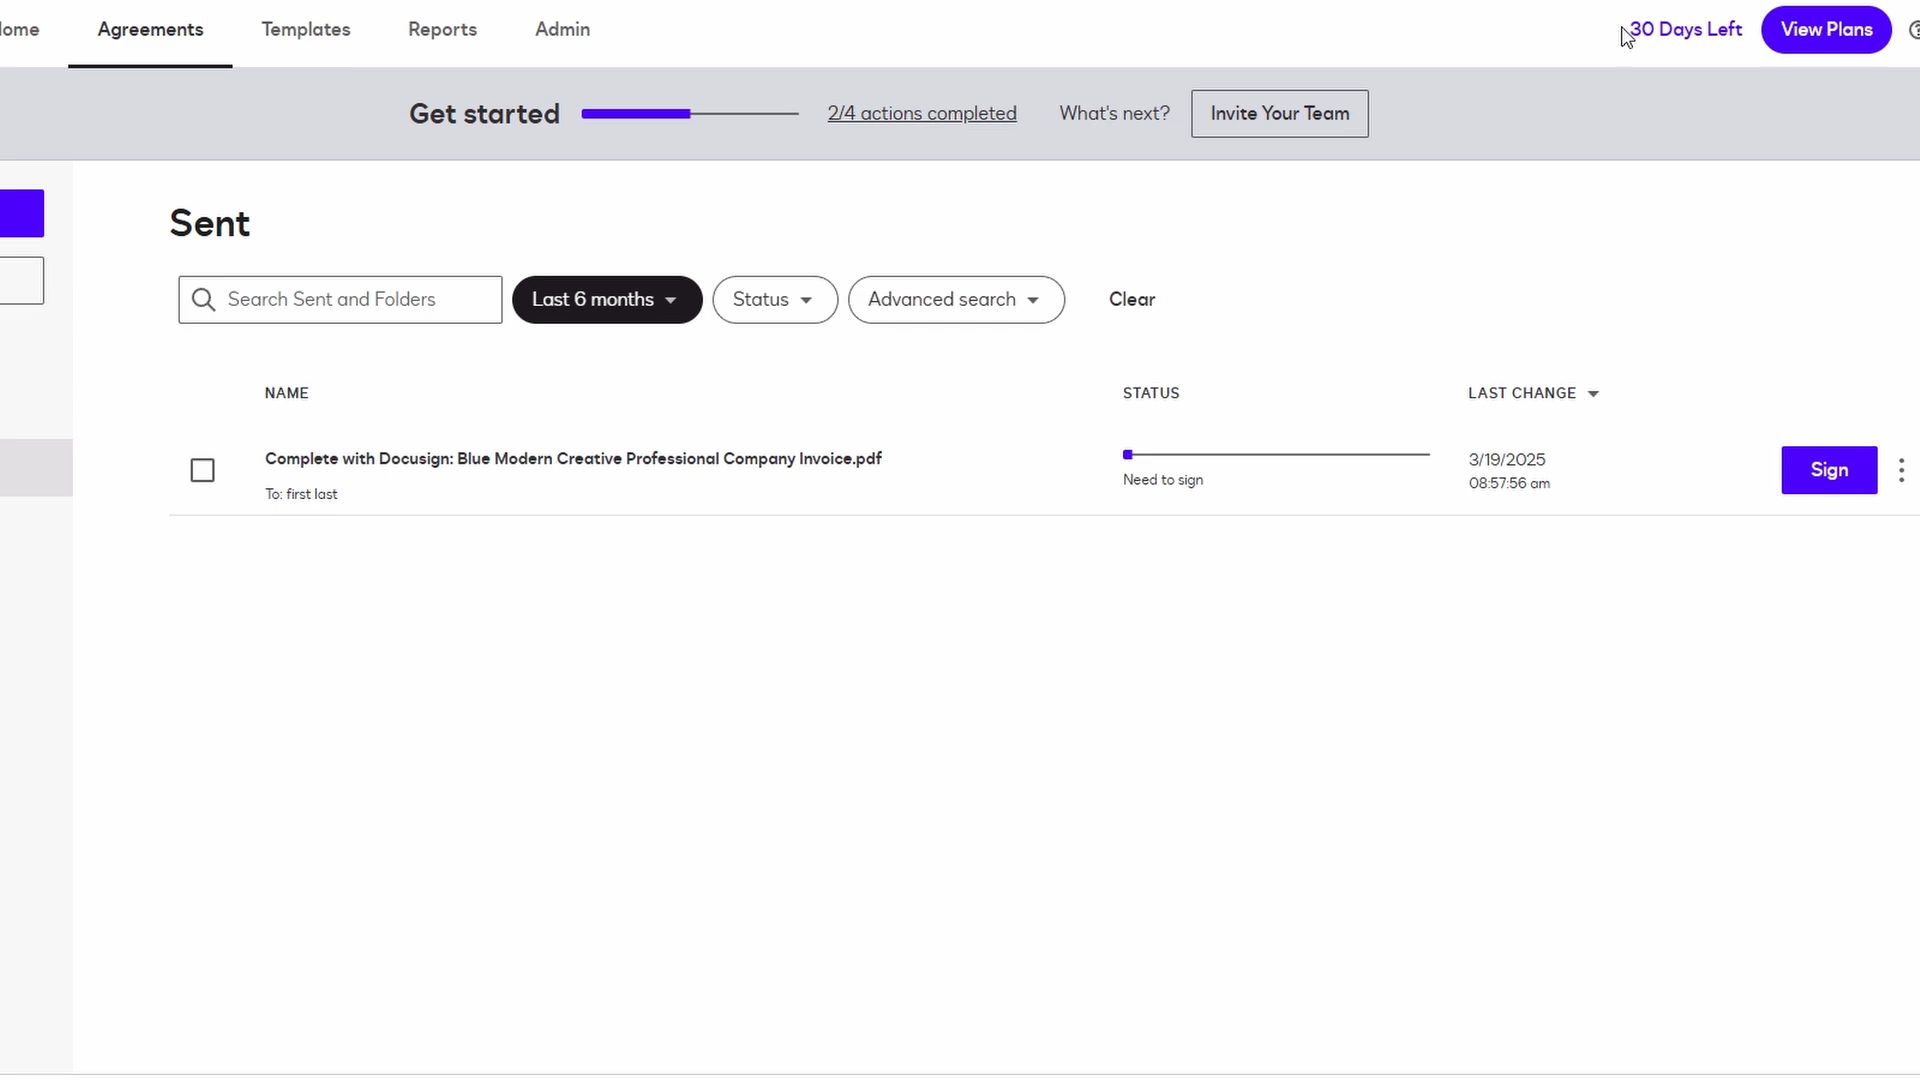 ome Agreements Templates Reports Admin 30 Days Left View Plans
Get started 2/4 actions completed What's next? Invite Your Team
Sent
Search Sent and Folders Last 6 months Status Advanced search Clear
NAME STATUS LAST CHANGE
Complete with Docusign: Blue Modern Creative Professional Company Invoice.pdf 3/19/2025 Sign
To: first last Need to sign 08:57:56 am